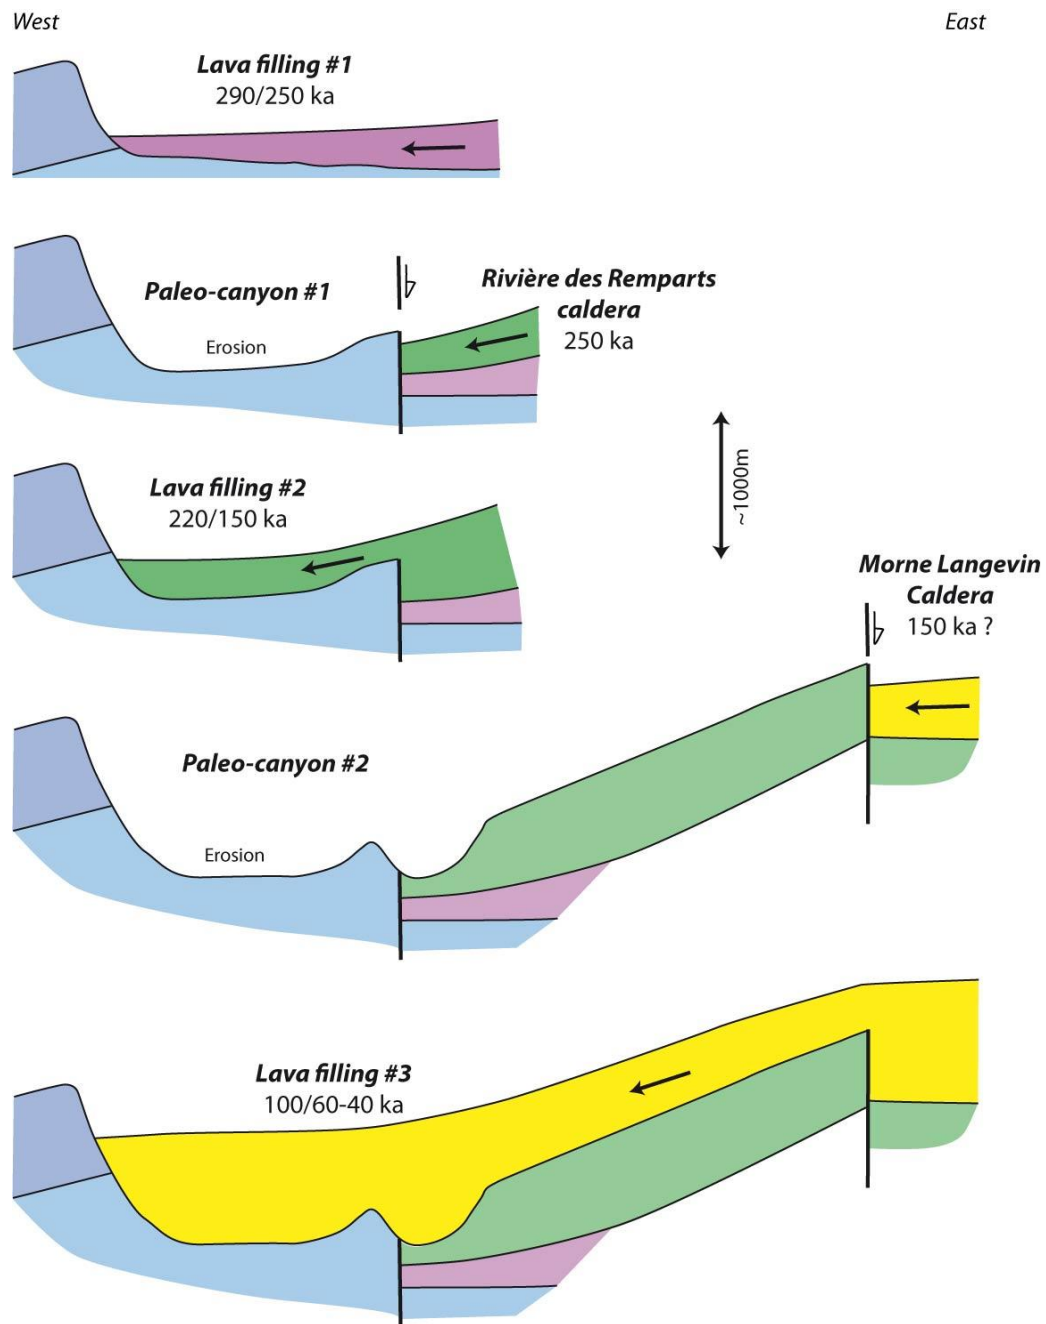 West
East
Lava filling #1
290/250 ka
Paleo-canyon #1
Erosion
Rivière des Remparts
caldera
250 ka
~1000m
Lava filling #2
220/150 ka
Morne Langevin
Caldera
150 ka ?
Paleo-canyon #2
Erosion
Lava filling #3
100/60-40 ka